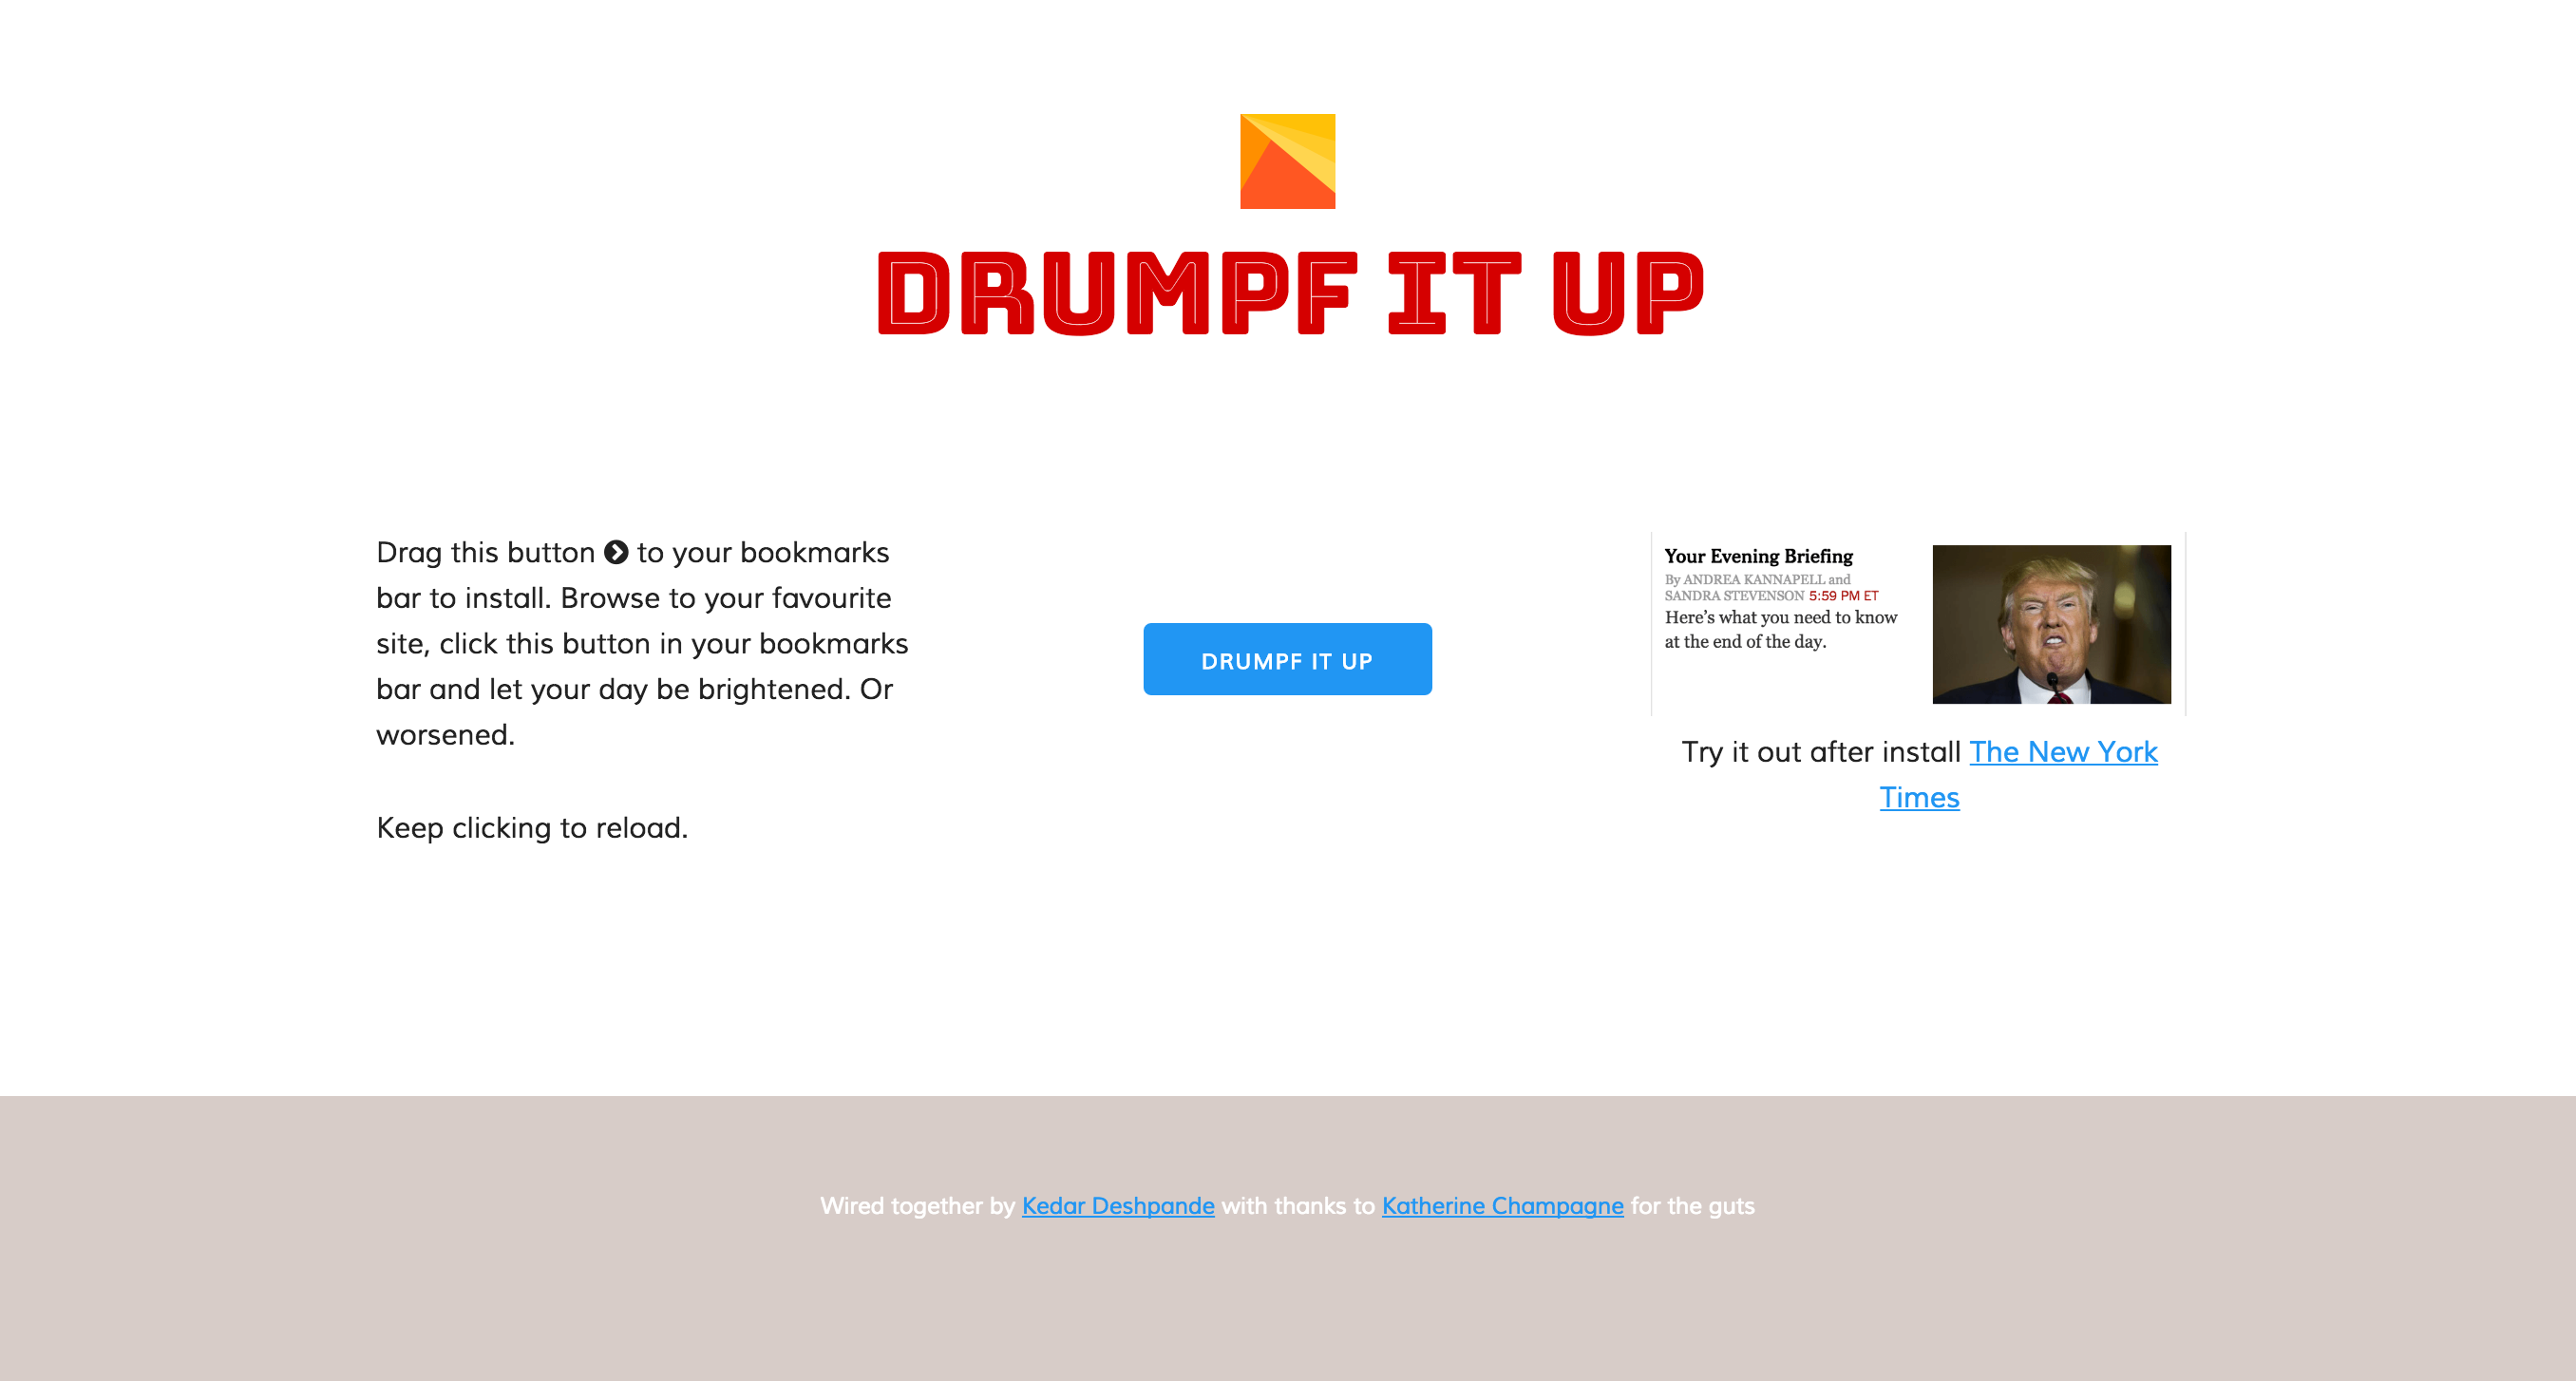 DRUMPF IT UP
Drag this button to your bookmarks
bar to install. Browse to your favourite
site, click this button in your bookmarks
bar and let your day be brightened. Or
worsened.
Keep clicking to reload.
DRUMPF IT UP
Your Evening Briefing
By ANDREA KANNAPELL and
SANDRA STEVENSON 5:59 PM ET
Here’s what you need to know
at the end of the day.
Try it out after install The New York
Times
Wired together by Kedar Deshpande with thanks to Katherine Champagne for the guts